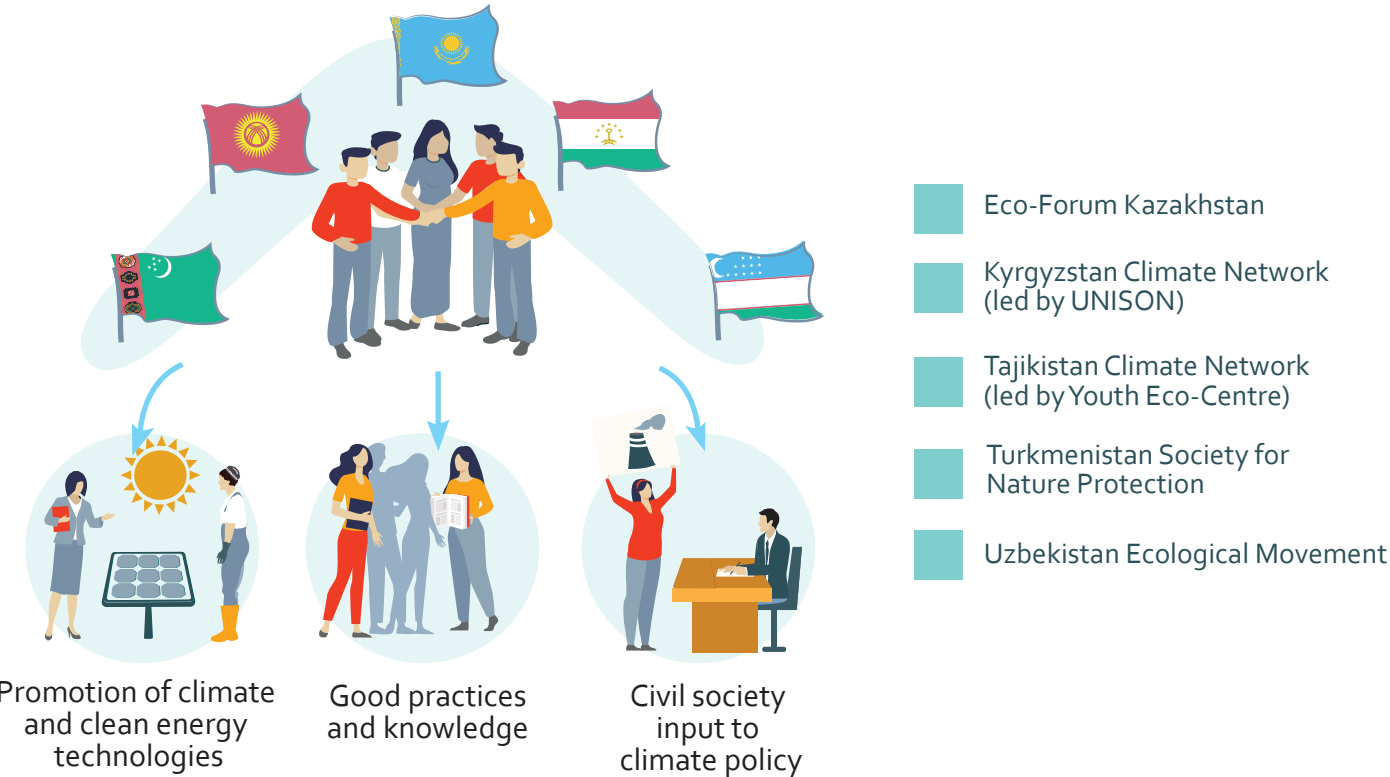 Eco-Forum Kazakhstan
Kyrgyzstan Climate Network
(led by UNISON)
Tajikistan Climate Network
(led by Youth Eco-Centre)
Turkmenistan Society for
Nature Protection
Uzbekistan Ecological Movement
Promotion of climate
and clean energy
technologies
Good practices
and knowledge
Civil society
input to
climate policy